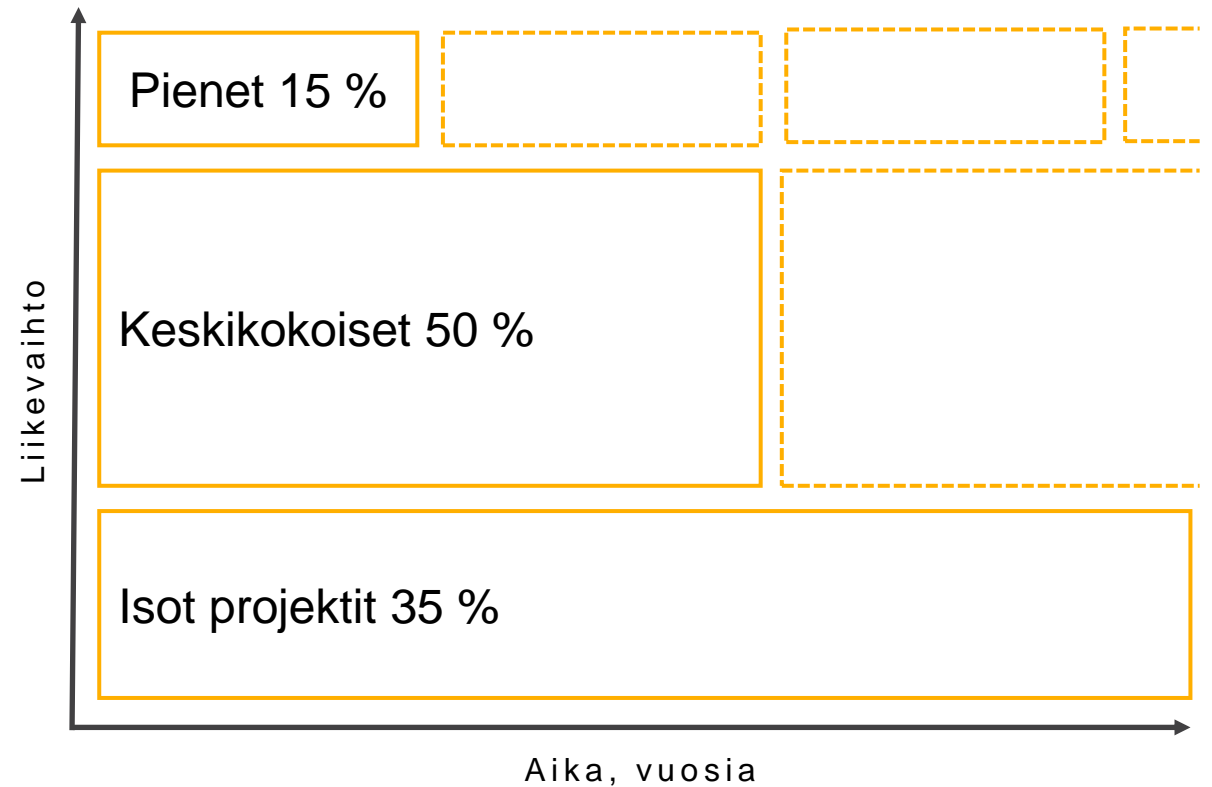 Pienet 15 %
Keskikokoiset 50 %
Isot projektit 35 %
Liikevaihto
Aika, vuosia